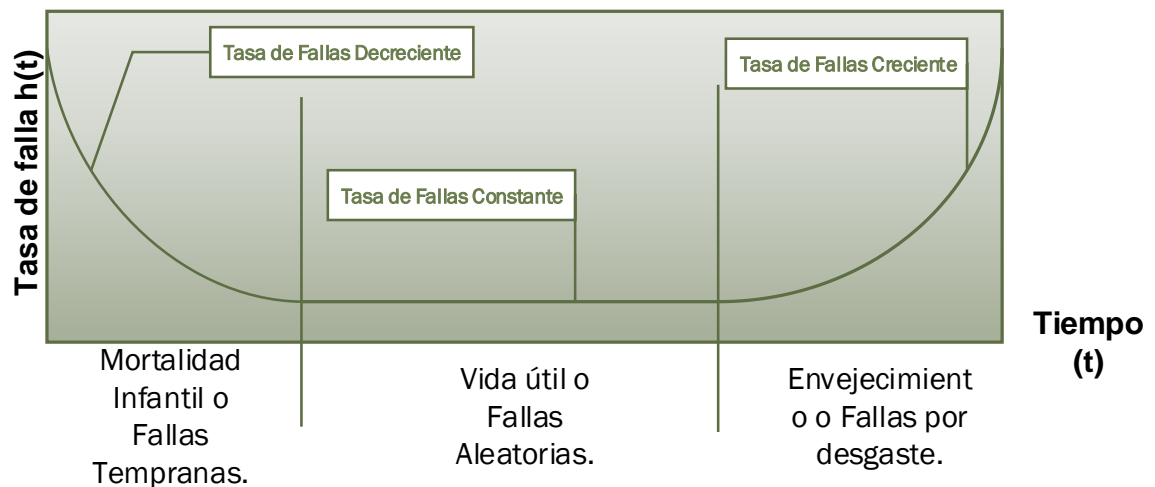 Tasa de falla h(t)
Tasa de Fallas Decreciente
Tasa de Fallas Creciente
Tasa de Fallas Constante
Tiempo
(t)
Mortalidad
Infantil o
Fallas
Tempranas.
Vida útil o
Fallas
Aleatorias.
Envejecimient
o o Fallas por
desgaste.